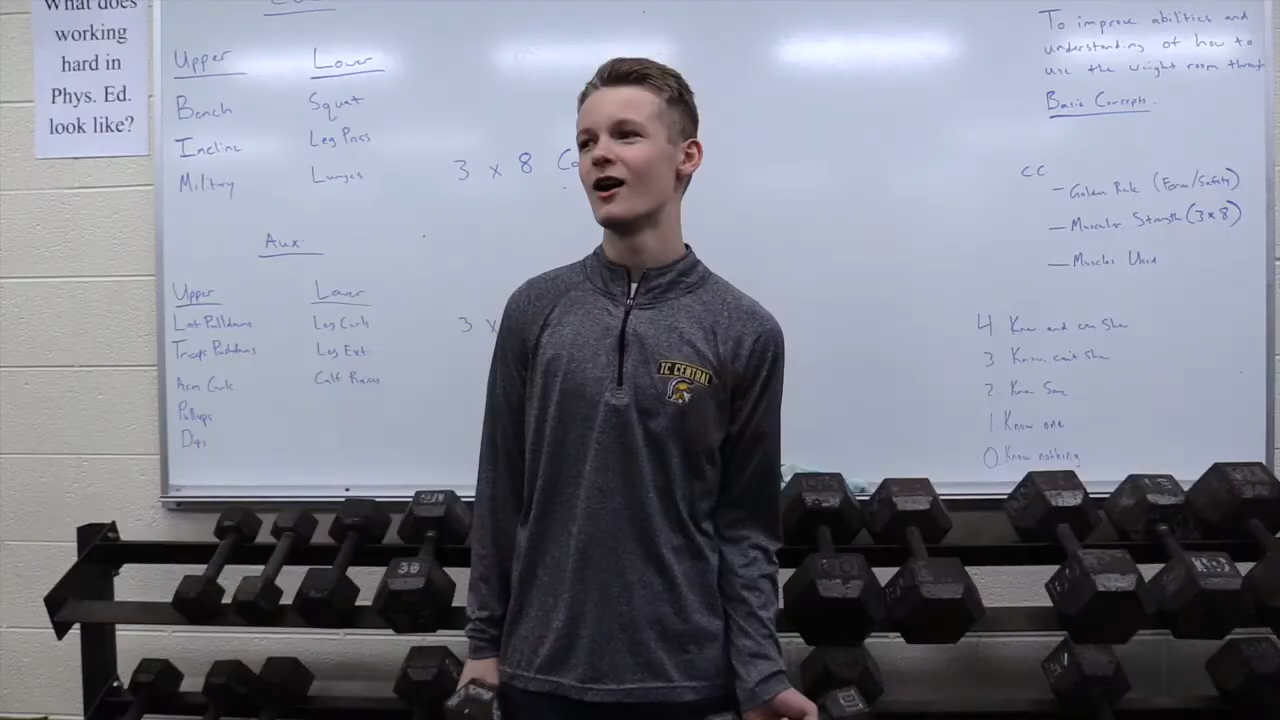 What does
working
hard in
Phys. Ed.
look like?
Upper Lower
Bench Squat
Incline Leg Press
Military Lunges
3 x 8
Aux
Upper Lower
Lat Pulldowns Leg Curls
Triceps Pushdowns Leg Ext
Arm Curls Calf Raises
Pullups
Dips
3 x
To improve abilities and
understanding of how to
use the weight room through
Basic Concepts.
CC
— Golden Rule (Form/Safety)
— Muscular Strength (3x8)
— Muscles Used
4 Know and can
3. Know, can't
2. Know Some
1. Know one
0. Know nothing
TC CENTRAL
38